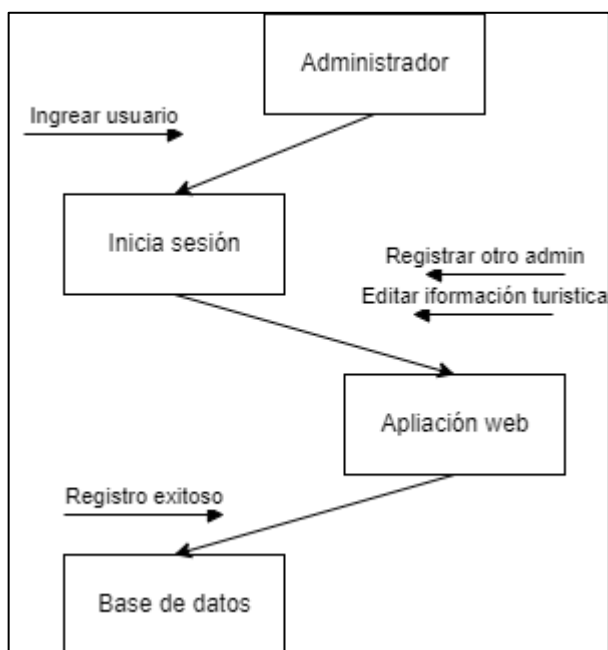 Administrador
Ingrear usuario
Inicia sesión
Registrar otro admin
Editar iformación turistica
Apliación web
Registro exitoso
Base de datos